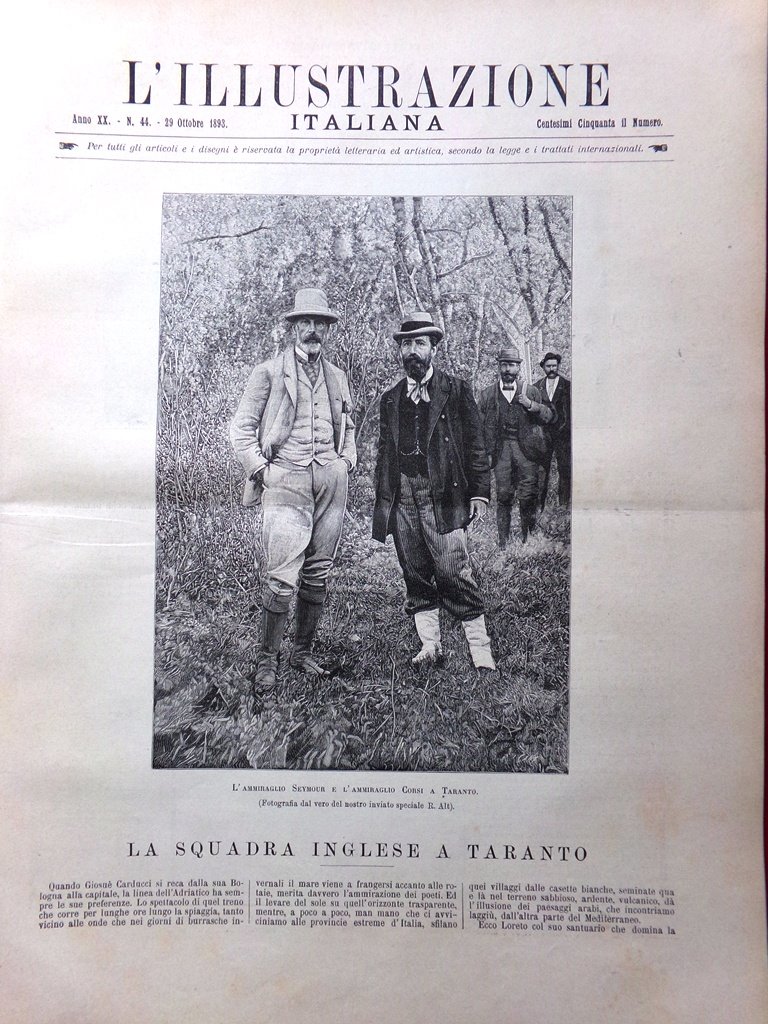 L'ILLUSTRAZIONE
Anno XX. - N. 44. - 29 Ottobre 1893.
ITALIANA
Centesimi Cinquanta il Numero.
Per tutti gli articoli e i disegni è riservata la proprietà letteraria ed artistica, secondo la legge e i trattati internazionali.
L'AMMIRAGLIO SEYMOUR E L'AMMIRAGLIO CORSI A TARANTO.
(Fotografia dal vero del nostro inviato speciale R. Alt).
LA SQUADRA INGLESE A TARANTO
Quando Giosuè Carducci si reca dalla sua Bo-
logna alla capitale, la linea dell'Adriatico ha sem-
pre le sue preferenze. Lo spettacolo di quel treno
che corre per lunghe ore lungo la spiaggia, tanto
vicino alle onde che nei giorni di burrasche in-
vernali il mare viene a frangersi accanto alle ro-
taie, merita davvero l'ammirazione dei poeti. Ed
il levare del sole su quell'orizzonte trasparente,
mentre, a poco a poco, man mano che ci avvi-
ciniamo alle provincie estreme d'Italia, sfilano
quei villaggi dalle casette bianche, seminate qua
e là nel terreno sabbioso, ardente, vulcanico, dà
l'illusione dei paesaggi arabi, che incontriamo
laggiù, dall'altra parte del Mediterraneo.
Ecco Loreto col suo santuario che domina la